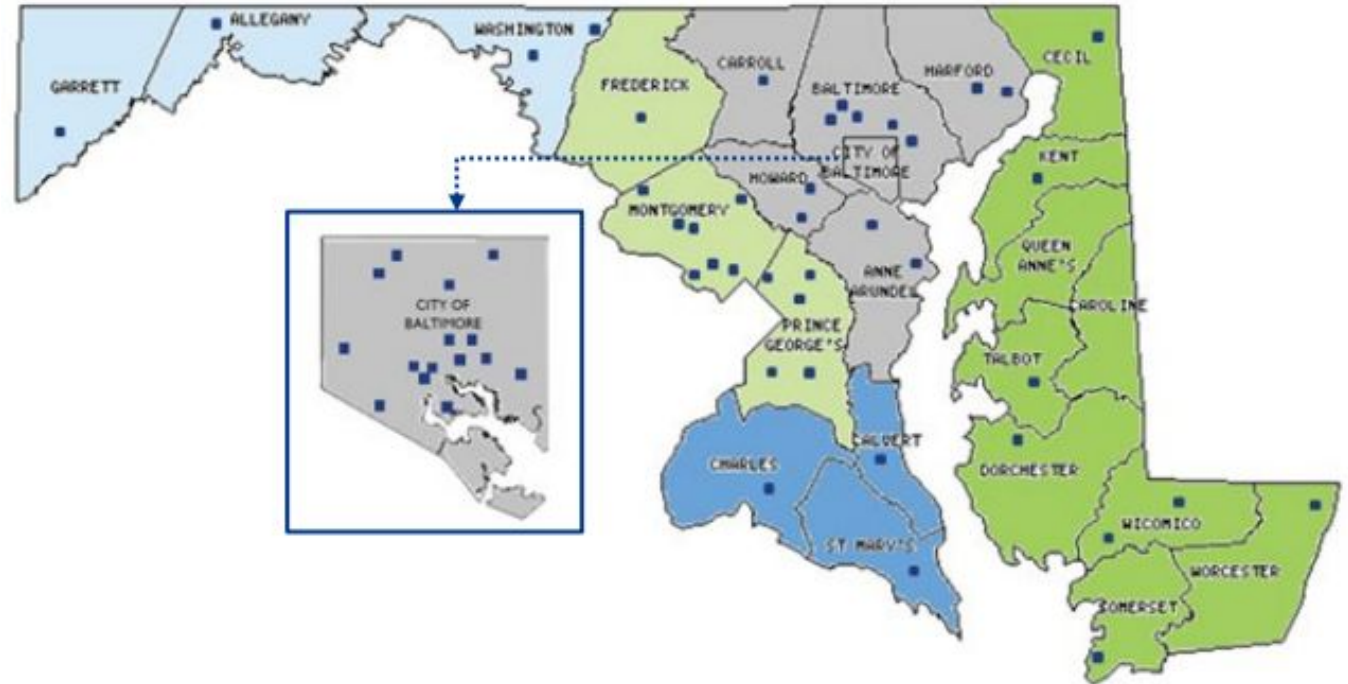 ALLEGANY
WASHINGTON
GARRETT
FREDERICK
CARROLL
BALTIMORE
HARFORD
CECIL
CITY OF
BALTIMORE
HOWARD
MONTGOMERY
KENT
QUEEN
ANNE'S
ANNE
ARUNDEL
CAROLINE
PRINCE
GEORGE'S
TALBOT
CITY OF
BALTIMORE
CALVERT
CHARLES
DORCHESTER
ST MARY'S
WICOMICO
WORCESTER
SOMERSET